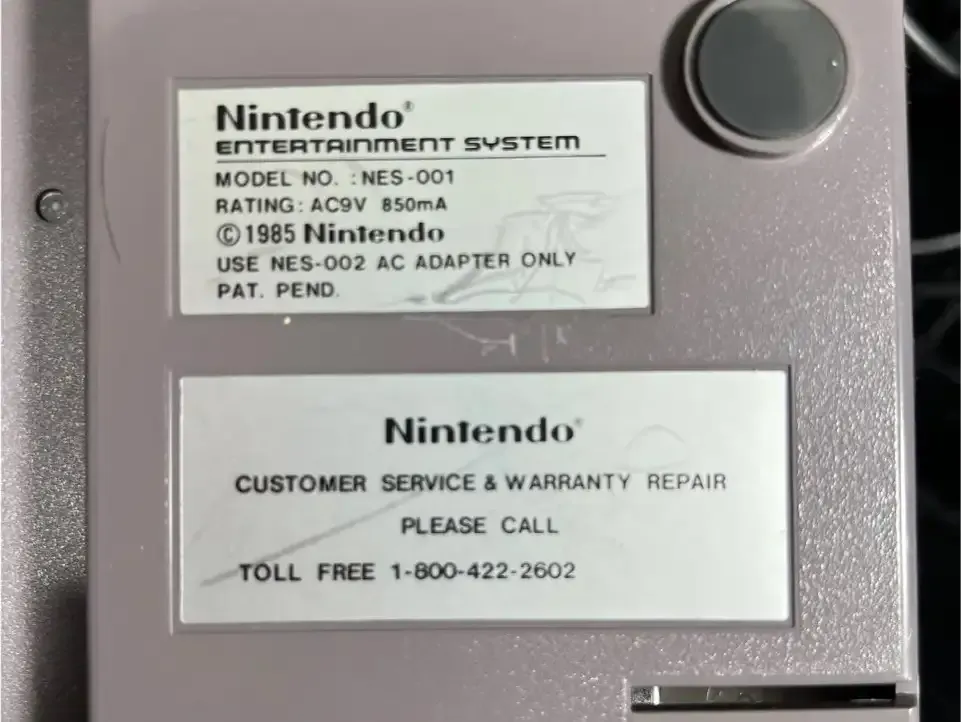 Nintendo®
ENTERTAINMENT SYSTEM
MODEL NO. : NES-001
RATING: AC9V 850mA
©1985 Nintendo
USE NES-002 AC ADAPTER ONLY
PAT. PEND.
Nintendo®
CUSTOMER SERVICE & WARRANTY REPAIR
PLEASE CALL
TOLL FREE 1-800-422-2602